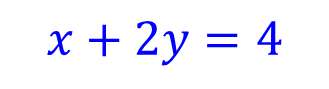 x + 2y = 4